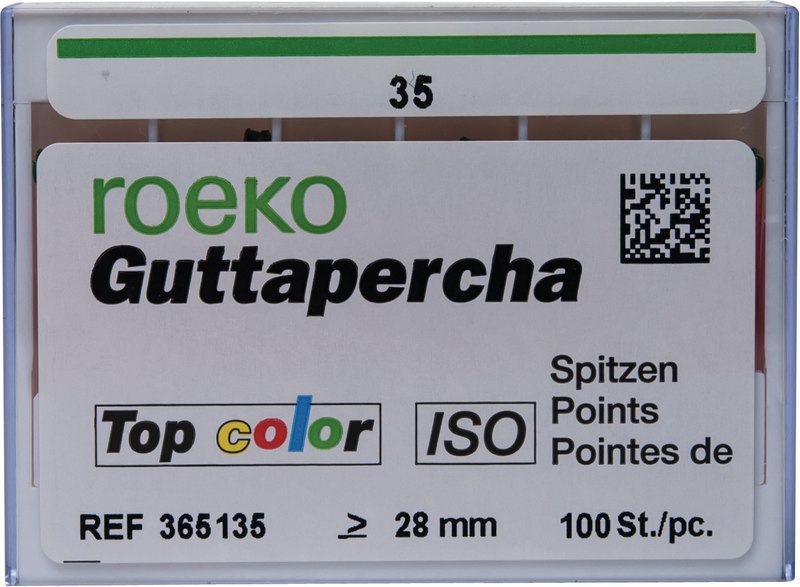 35
roeko
Guttapercha
Top color
ISO
Spitzen
Points
Pointes de
REF 365135 ≥ 28 mm 100 St./pc.